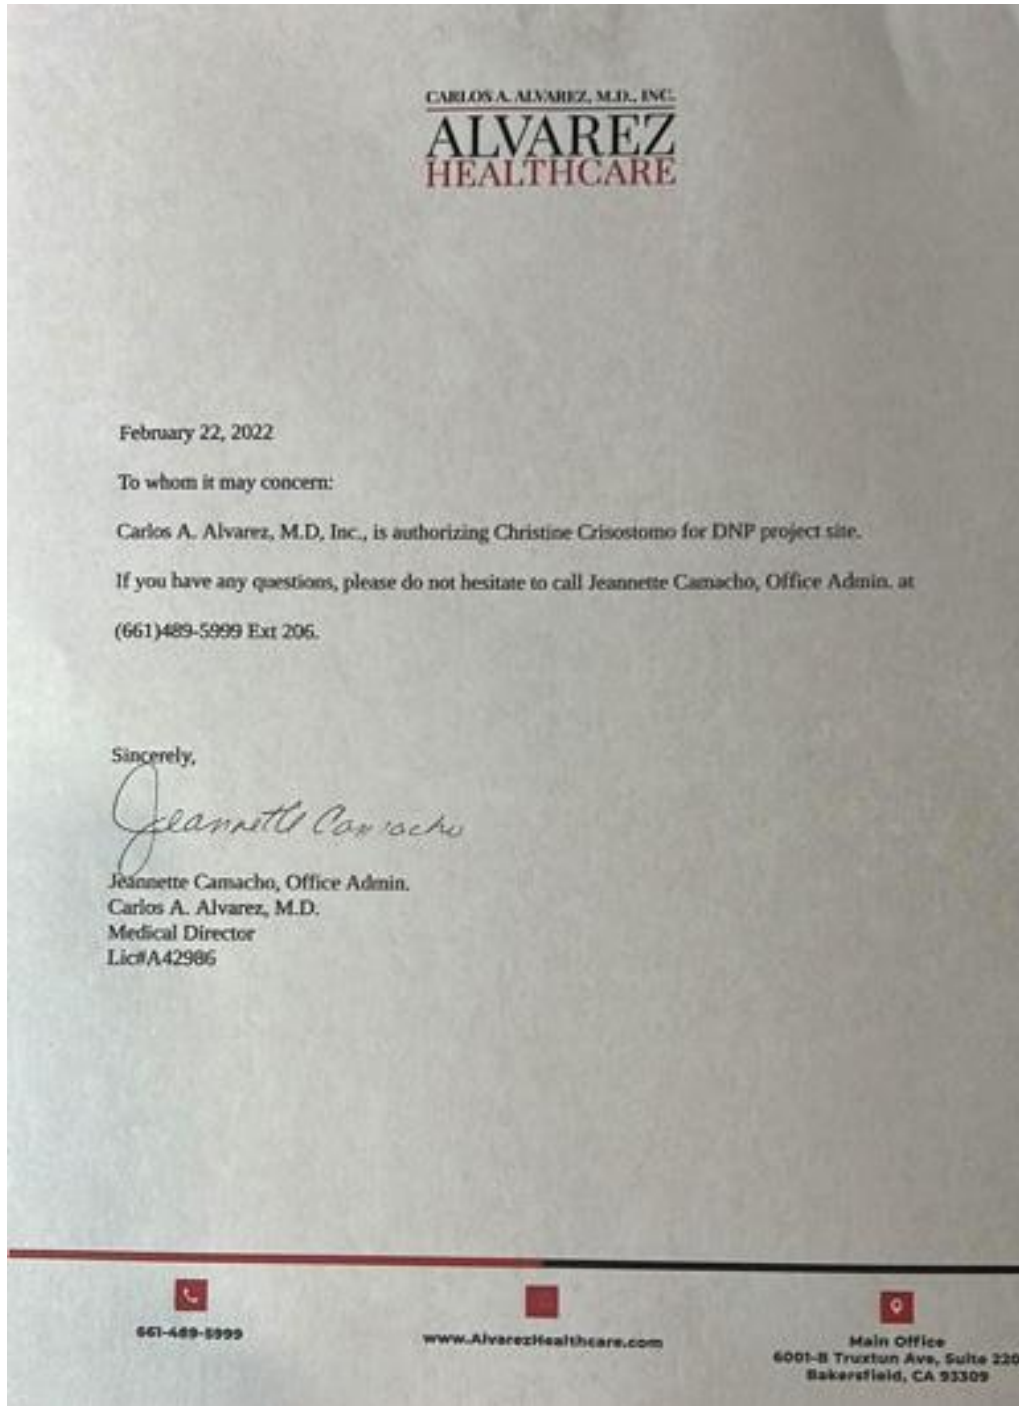 CARLOS A. ALVAREZ, M.D., INC.
ALVAREZ
HEALTHCARE
February 22, 2022
To whom it may concern:
Carlos A. Alvarez, M.D, Inc., is authorizing Christine Crisostomo for DNP project site.
If you have any questions, please do not hesitate to call Jeannette Camacho, Office Admin. at
(661)489-5999 Ext 206.
Sincerely,
Jeannette Camacho
Jeannette Camacho, Office Admin.
Carlos A. Alvarez, M.D.
Medical Director
Lic#A42986
661-489-5999
www.AlvarezHealthcare.com
Main Office
6001-B Truxtun Ave, Suite 220
Bakersfield, CA 93309